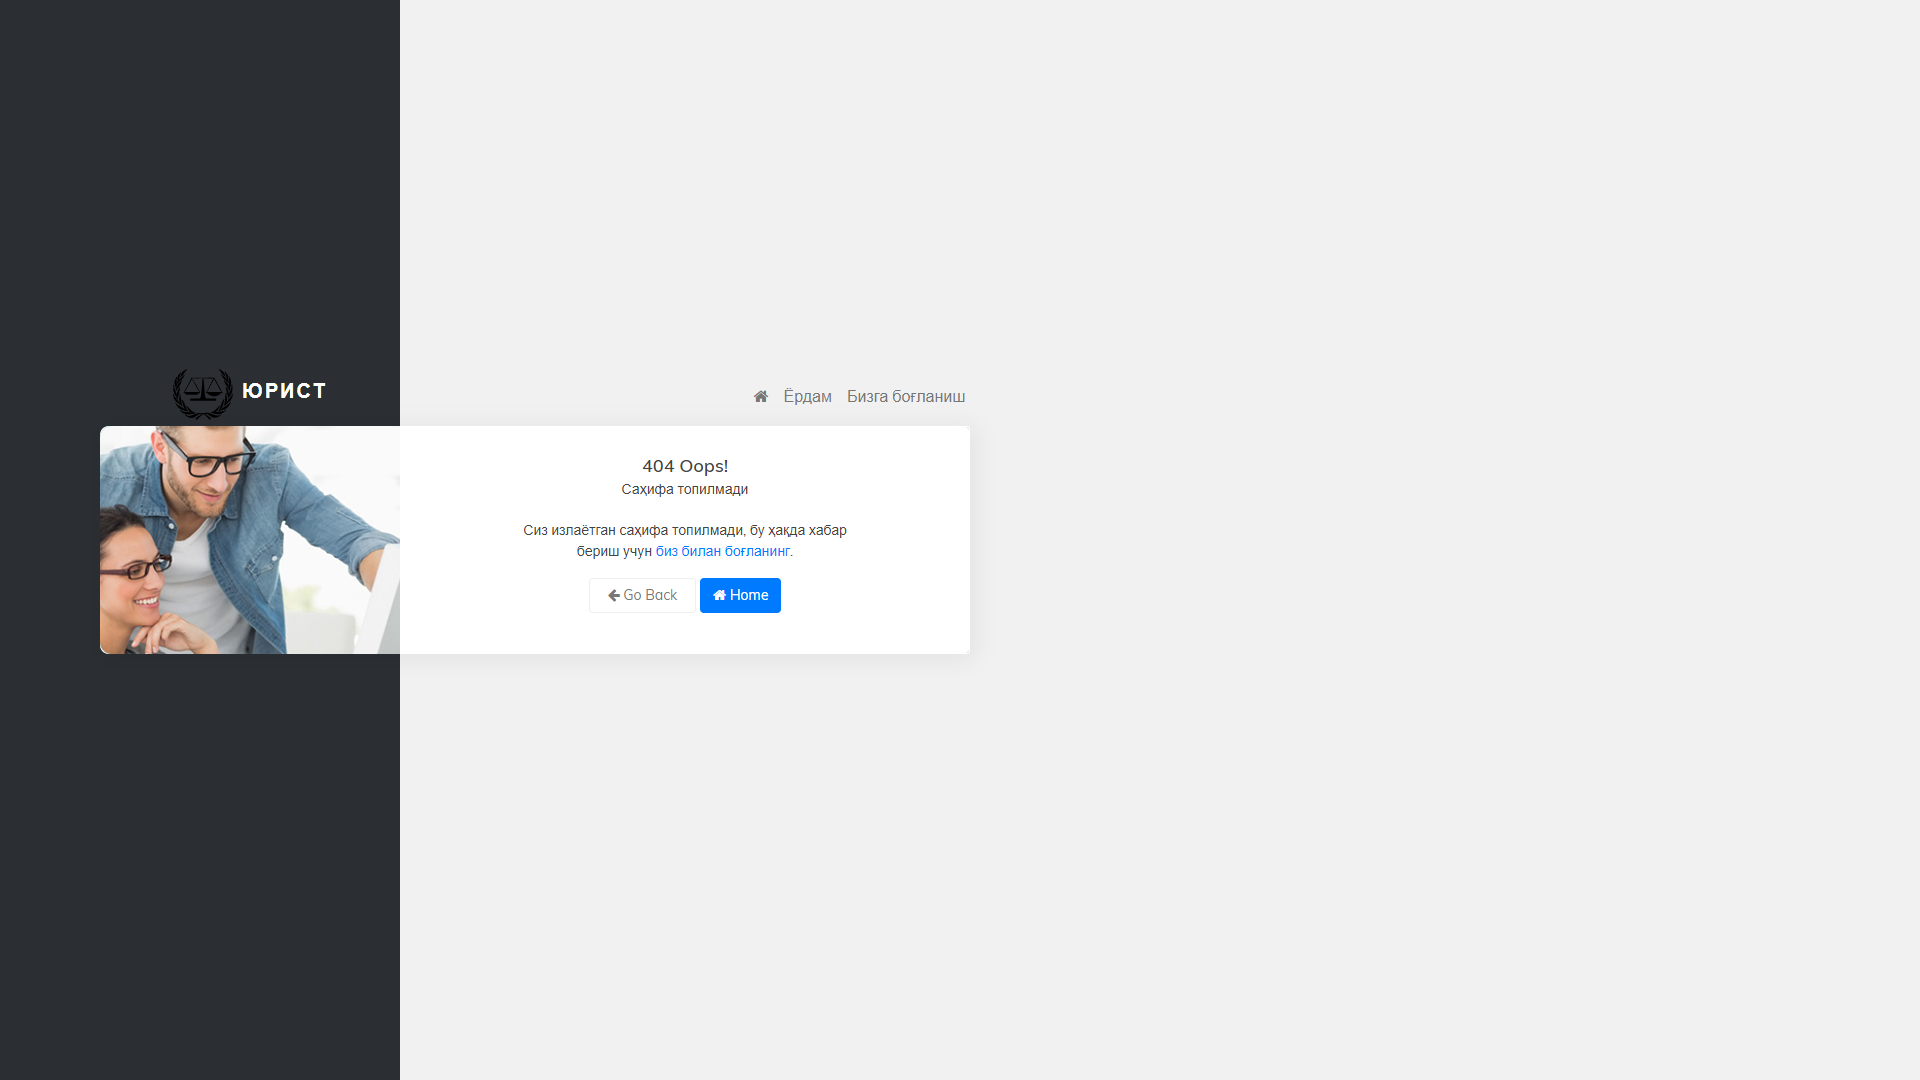 ЮРИСТ
Ёрдам Бизга боғланиш
404 Oops!
Саҳифа топилмади
Сиз излаётган саҳифа топилмади, бу ҳақда хабар
бериш учун биз билан боғланинг.
Go Back Home